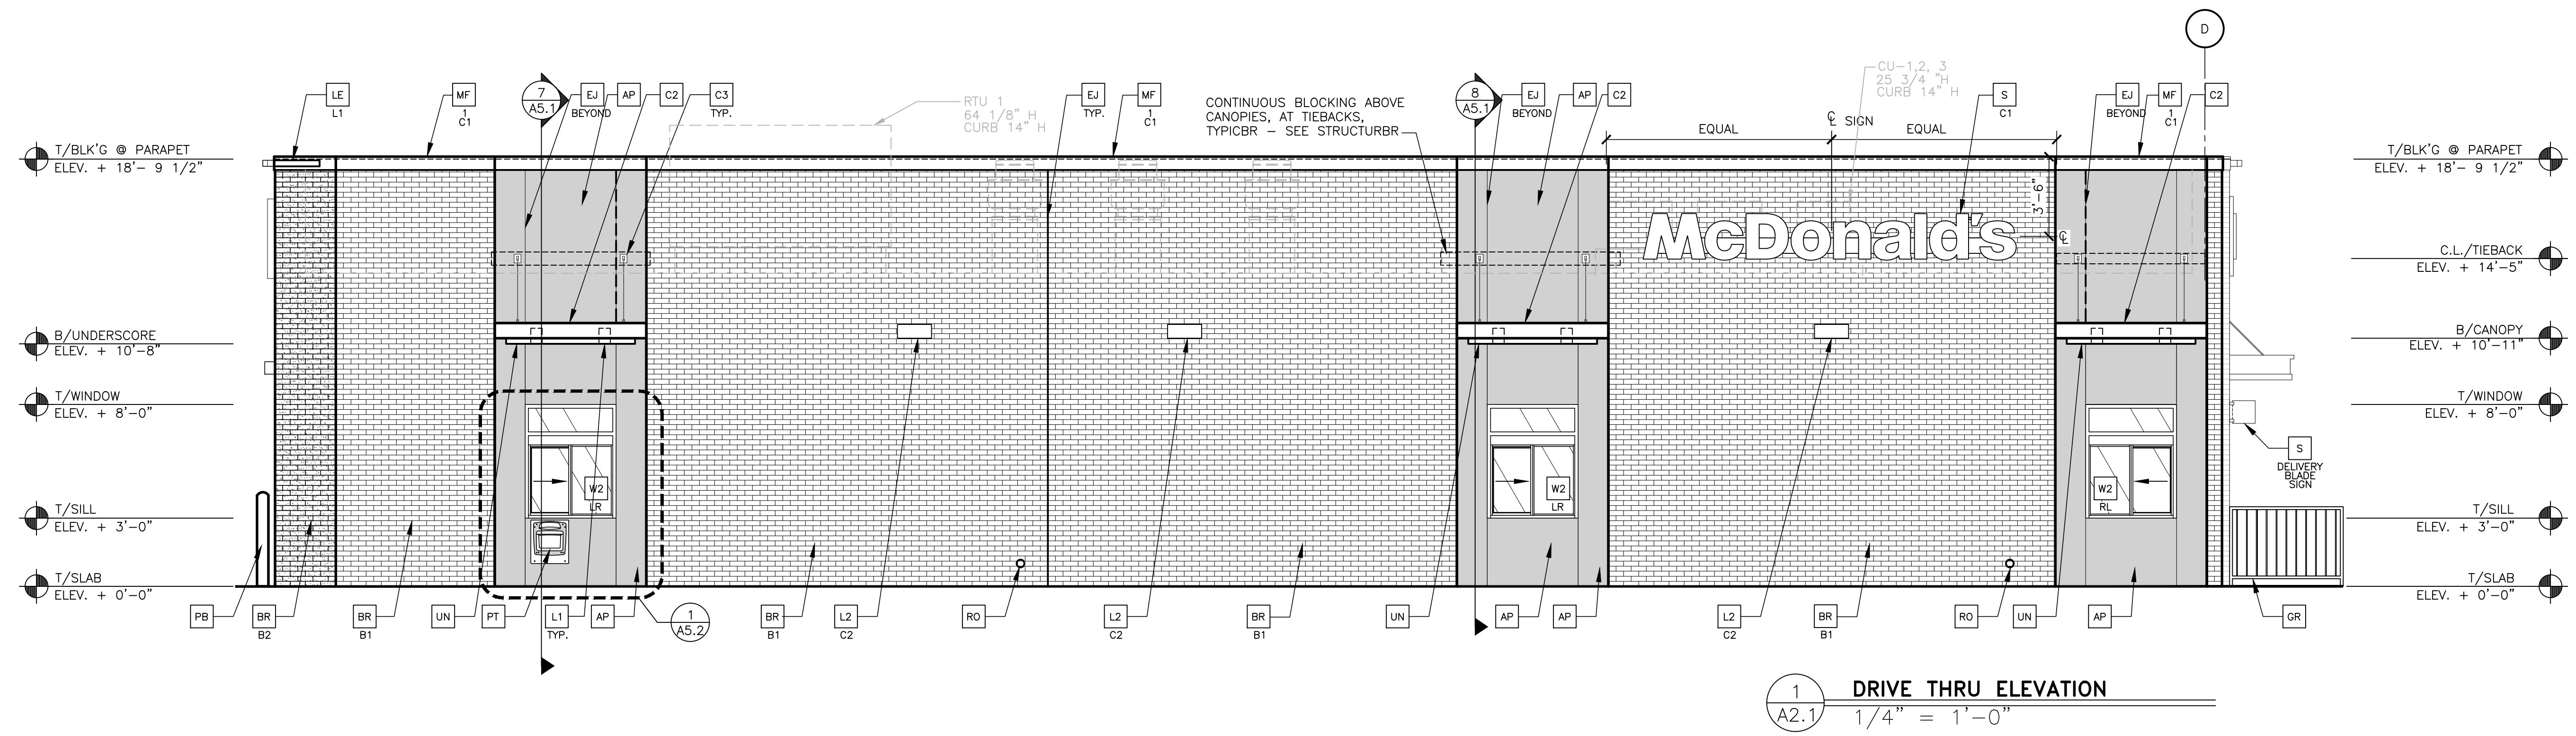 D
LE
L1
MF
1
C1
7
A5.1
EJ
BEYOND
AP
C2
C3
TYP.
RTU 1
64 1/8" H
CURB 14" H
EJ
TYP.
MF
1
C1
CONTINUOUS BLOCKING ABOVE
CANOPIES, AT TIEBACKS,
TYPICBR - SEE STRUCTURBR
8
A5.1
EJ
BEYOND
AP
C2
EQUAL
℄ SIGN
EQUAL
CU-1,2, 3
25 3/4 "H
CURB 14" H
S
C1
EJ
BEYOND
MF
1
C1
C2
T/BLK'G @ PARAPET
ELEV. + 18'- 9 1/2"
B/UNDERSCORE
ELEV. + 10'-8"
T/WINDOW
ELEV. + 8'-0"
T/SILL
ELEV. + 3'-0"
T/SLAB
ELEV. + 0'-0"
3'-6"
℄
McDonald's
W2
LR
W2
LR
W2
RL
T/BLK'G @ PARAPET
ELEV. + 18'- 9 1/2"
C.L./TIEBACK
ELEV. + 14'-5"
B/CANOPY
ELEV. + 10'-11"
T/WINDOW
ELEV. + 8'-0"
S
DELIVERY
BLADE
SIGN
T/SILL
ELEV. + 3'-0"
T/SLAB
ELEV. + 0'-0"
PB
BR
B2
BR
B1
UN
PT
L1
TYP.
AP
1
A5.2
BR
B1
L2
C2
RO
L2
C2
BR
B1
UN
AP
AP
L2
C2
BR
B1
RO
UN
AP
GR
1
A2.1
DRIVE THRU ELEVATION
1/4" = 1'-0"